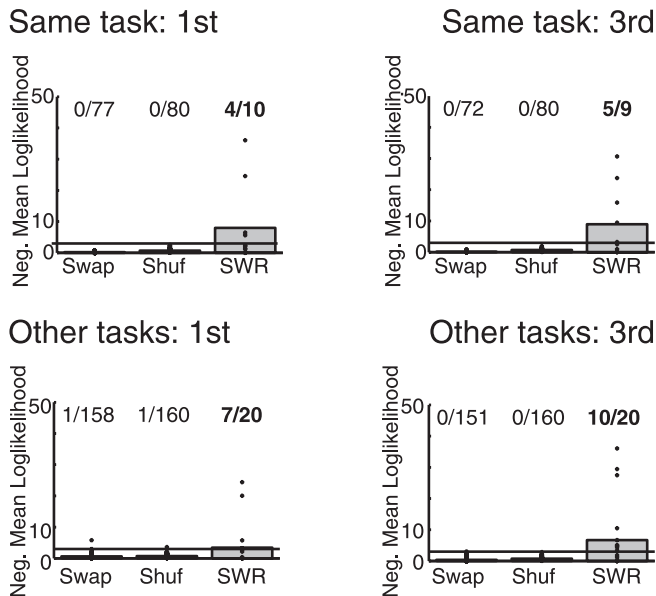 Same task: 1st
Neg. Mean Loglikelihood
50
10
0
0/77 0/80 4/10
Swap Shuf SWR
Same task: 3rd
Neg. Mean Loglikelihood
50
10
0
0/72 0/80 5/9
Swap Shuf SWR
Other tasks: 1st
Neg. Mean Loglikelihood
50
10
0
1/158 1/160 7/20
Swap Shuf SWR
Other tasks: 3rd
Neg. Mean Loglikelihood
50
10
0
0/151 0/160 10/20
Swap Shuf SWR